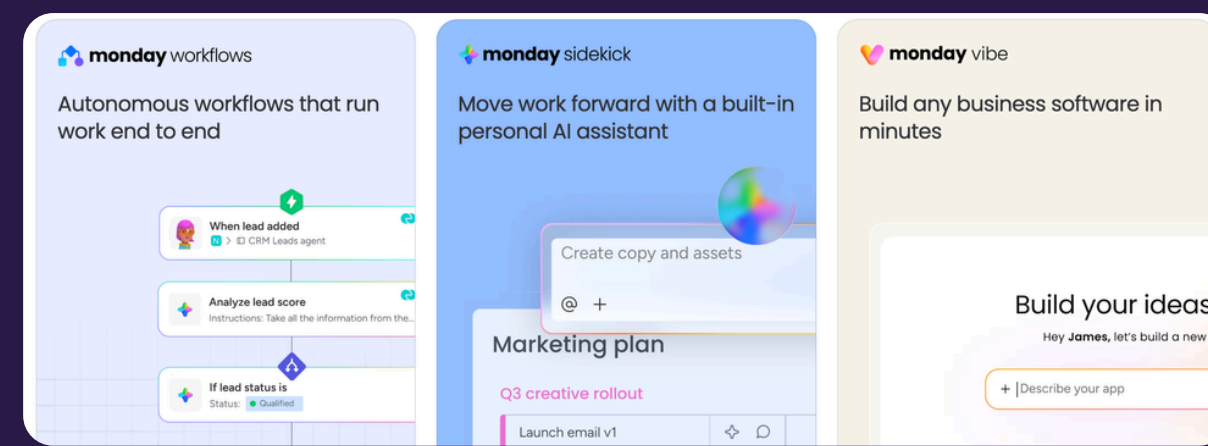 monday workflows
Autonomous workflows that run
work end to end
When lead added
N > CRM Leads agent
Analyze lead score
Instructions: Take all the information from the...
If lead status is
Status: Qualified
monday sidekick
Move work forward with a built-in
personal AI assistant
Create copy and assets
@ +
Marketing plan
Q3 creative rollout
Launch email v1
monday vibe
Build any business software in
minutes
Build your ideas
Hey James, let's build a new
+ Describe your app